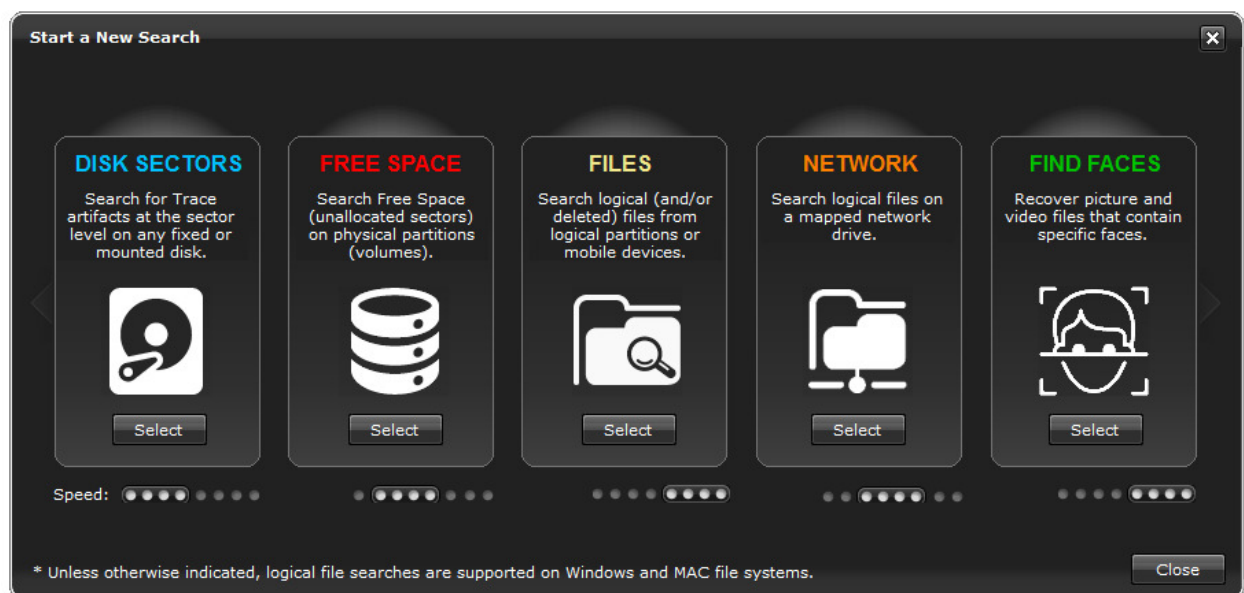 Start a New Search
DISK SECTORS
Search for Trace
artifacts at the sector
level on any fixed or
mounted disk.
Select
FREE SPACE
Search Free Space
(unallocated sectors)
on physical partitions
(volumes).
Select
FILES
Search logical (and/or
deleted) files from
logical partitions or
mobile devices.
Select
NETWORK
Search logical files on
a mapped network
drive.
Select
FIND FACES
Recover picture and
video files that contain
specific faces.
Select
Speed:
* Unless otherwise indicated, logical file searches are supported on Windows and MAC file systems.
Close